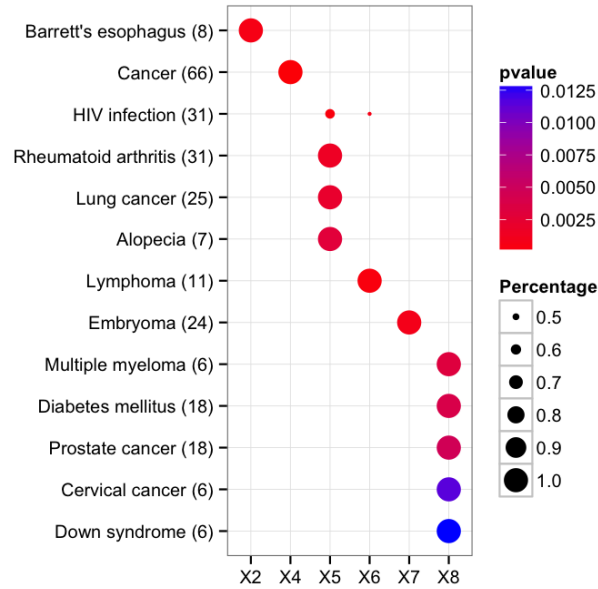 Barrett's esophagus (8)
Cancer (66)
HIV infection (31)
Rheumatoid arthritis (31)
Lung cancer (25)
Alopecia (7)
Lymphoma (11)
Embryoma (24)
Multiple myeloma (6)
Diabetes mellitus (18)
Prostate cancer (18)
Cervical cancer (6)
Down syndrome (6)
X2 X4 X5 X6 X7 X8
pvalue
0.0125
0.0100
0.0075
0.0050
0.0025
Percentage
0.5
0.6
0.7
0.8
0.9
1.0